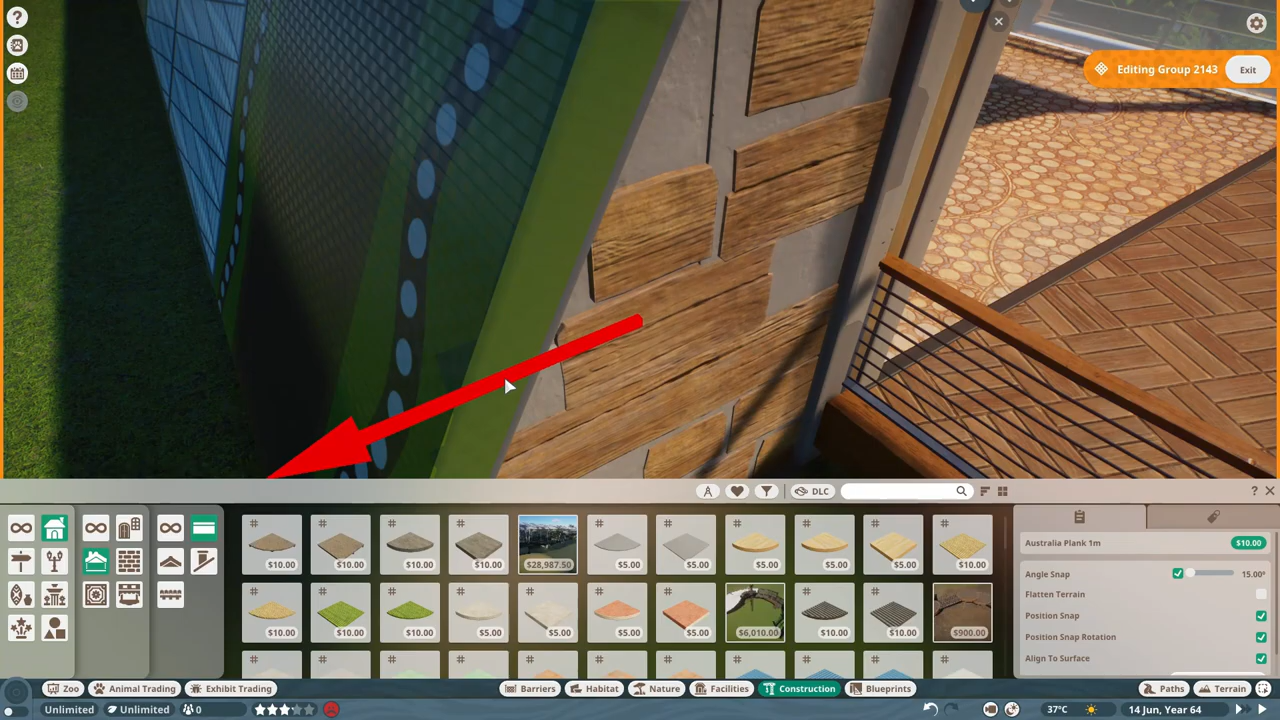 Editing Group 2143
Exit
DLC
?
$10.00 $10.00 $10.00 $10.00 $28,987.50 $5.00 $5.00 $5.00 $5.00 $5.00 $10.00
$10.00 $10.00 $10.00 $5.00 $5.00 $5.00 $5.00 $6,010.00 $10.00 $10.00 $900.00
Australia Plank 1m $10.00
Angle Snap 15.00°
Flatten Terrain
Position Snap
Position Snap Rotation
Align To Surface
Zoo Animal Trading Exhibit Trading Barriers Habitat Nature Facilities Construction Blueprints Paths Terrain
Unlimited Unlimited 0 37°C 14 Jun, Year 64